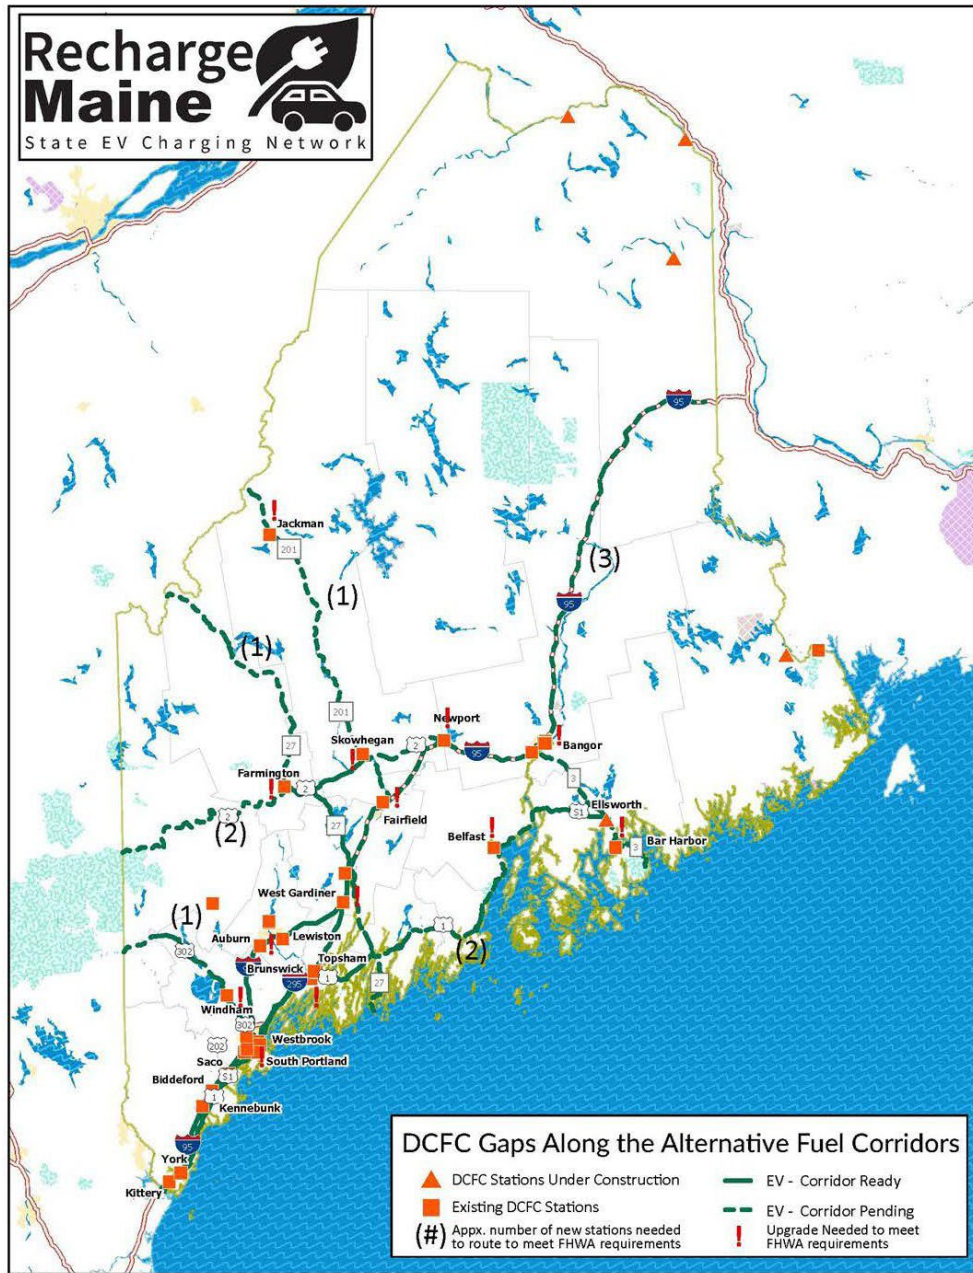 Recharge
Maine
State EV Charging Network
95
Jackman
201
(3)
(1)
95
(1)
201
Newport
Skowhegan
2
95
Bangor
27
Farmington
2
3
Ellsworth
S1
2
27
Fairfield
(2)
Belfast
3
Bar Harbor
West Gardiner
(1)
302
Auburn
Lewiston
1
(2)
Brunswick
Topsham
295
1
27
Windham
302
202
Westbrook
Saco
South Portland
S1
Biddeford
1
Kennebunk
95
York
Kittery
DCFC Gaps Along the Alternative Fuel Corridors
DCFC Stations Under Construction
EV - Corridor Ready
Existing DCFC Stations
EV - Corridor Pending
(#) Appx. number of new stations needed
to route to meet FHWA requirements
! Upgrade Needed to meet
FHWA requirements